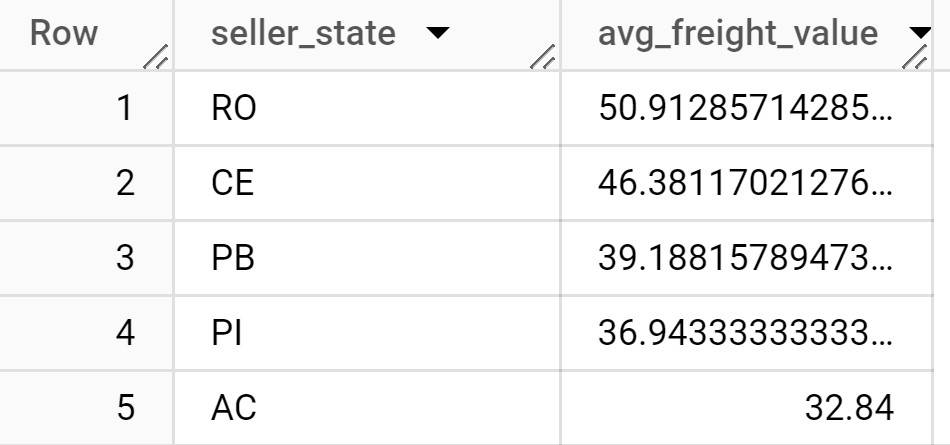 Row seller_state avg_freight_value
1 RO 50.91285714285...
2 CE 46.38117021276...
3 PB 39.18815789473...
4 PI 36.94333333333...
5 AC 32.84